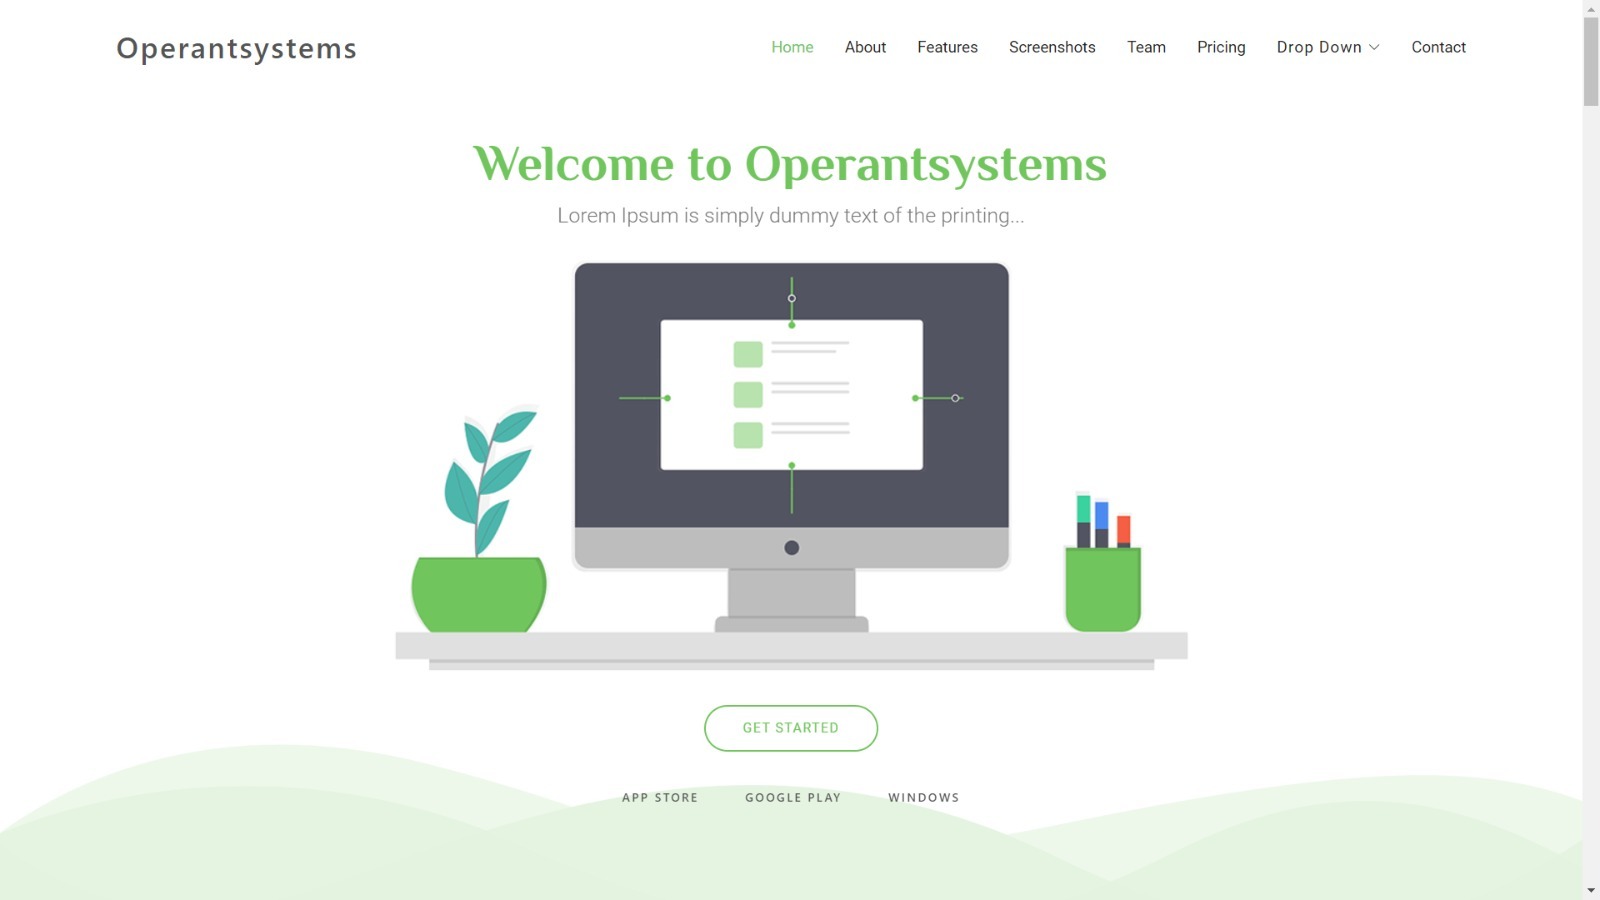 Operantsystems
Home About Features Screenshots Team Pricing Drop Down Contact
Welcome to Operantsystems
Lorem Ipsum is simply dummy text of the printing...
GET STARTED
APP STORE GOOGLE PLAY WINDOWS